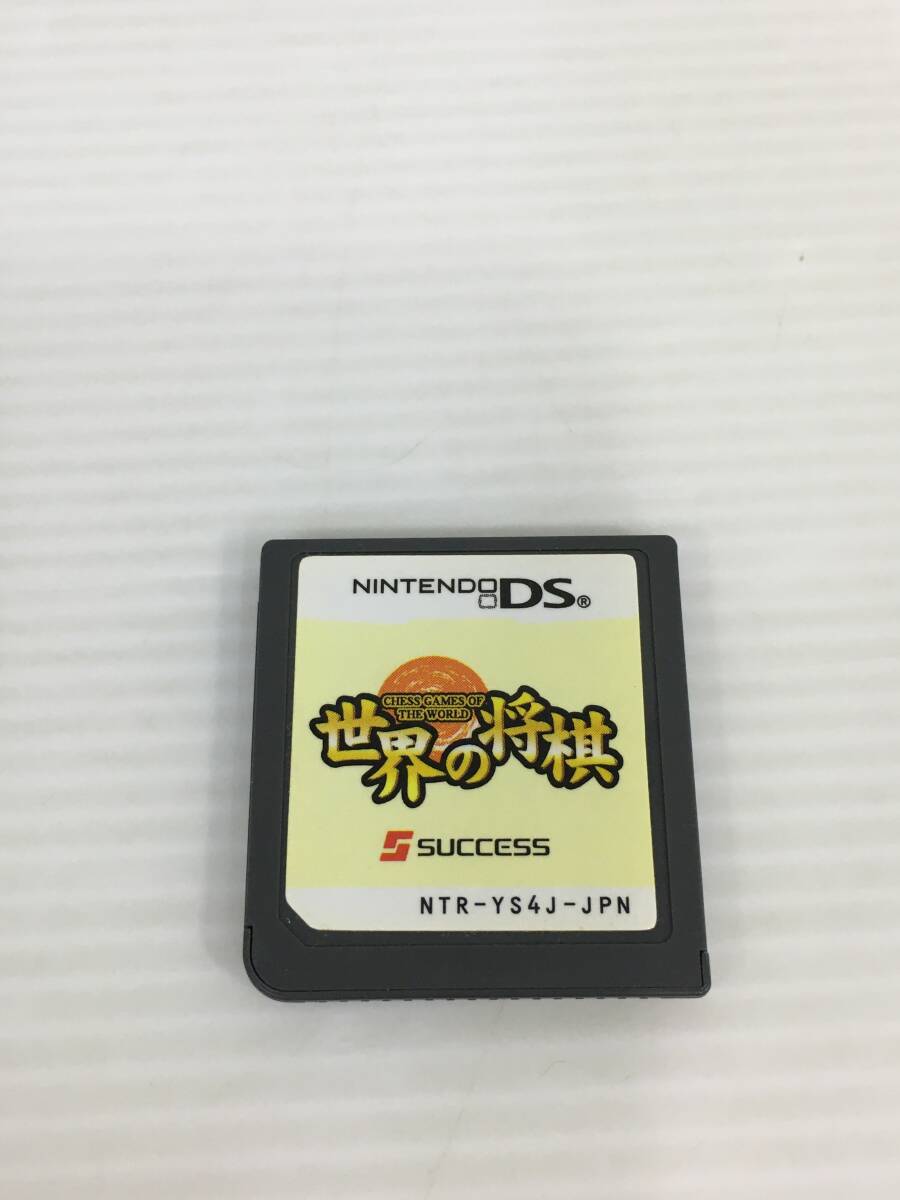 NINTENDO DS®
CHESS GAMES OF
THE WORLD
世界の将棋
SUCCESS
NTR-YS4J-JPN